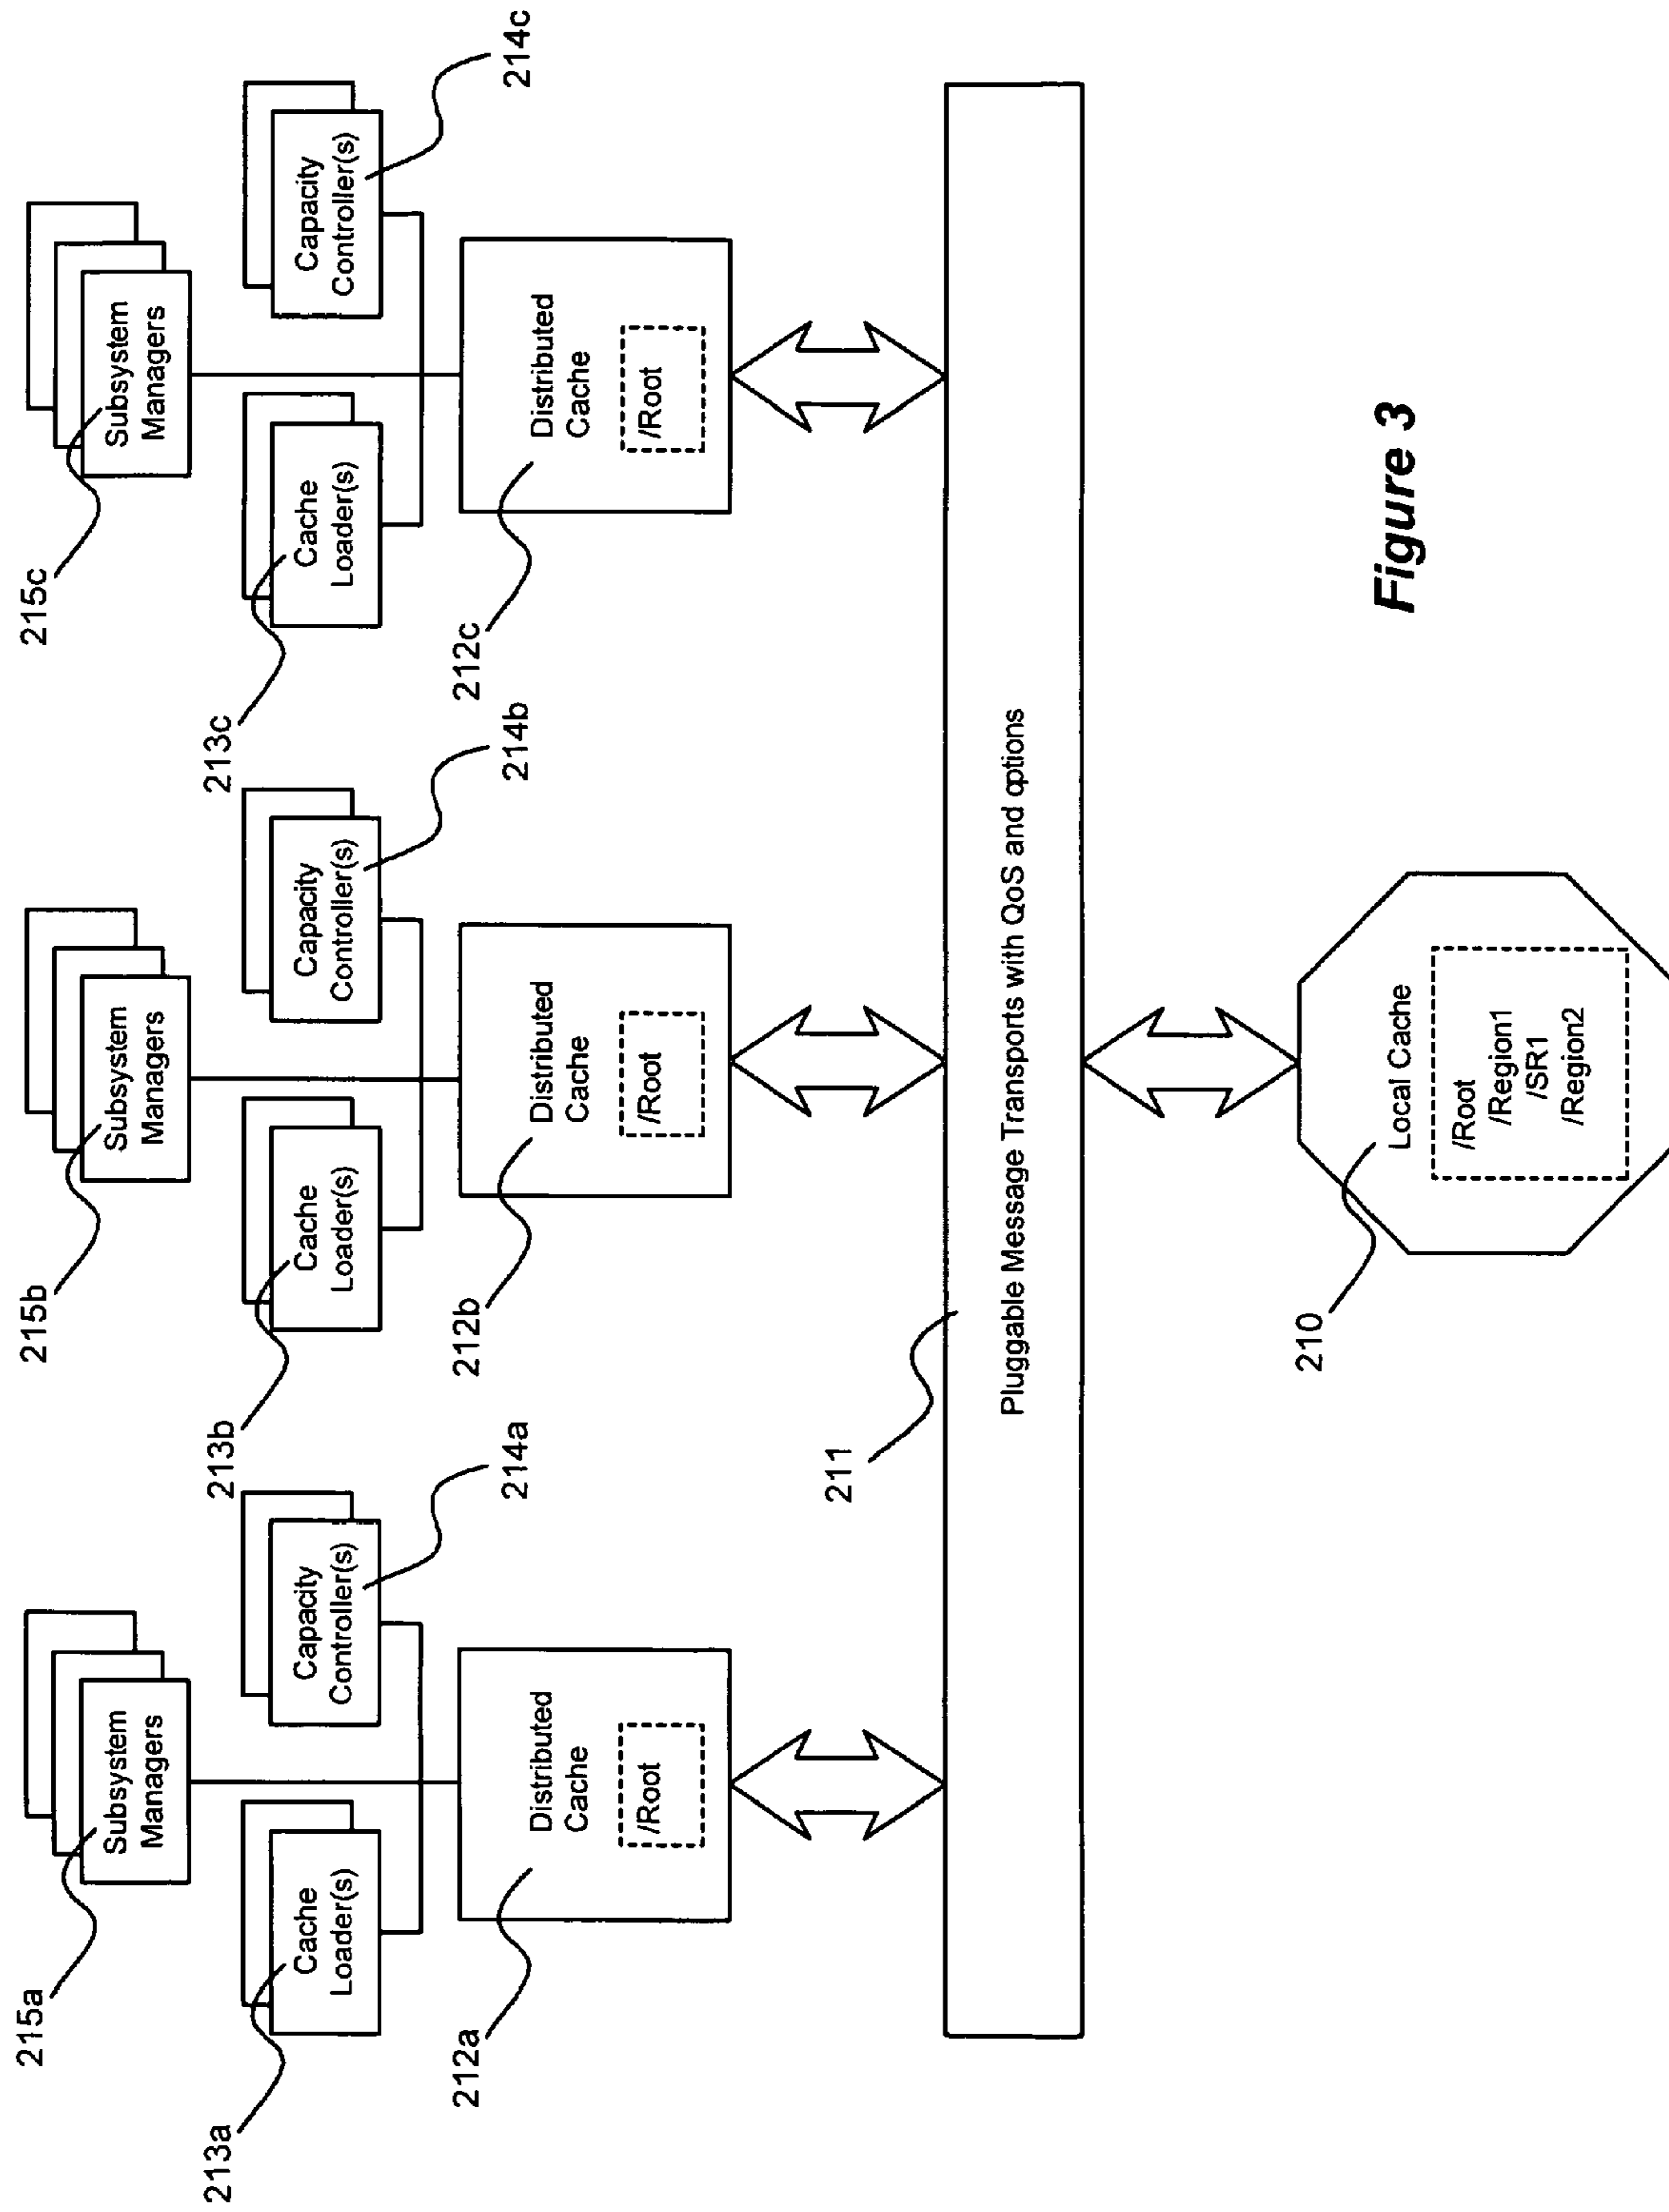 215a
Subsystem
Managers
215b
Subsystem
Managers
215c
Subsystem
Managers
213a
Cache
Loader(s)
Capacity
Controller(s)
214a
213b
Cache
Loader(s)
Capacity
Controller(s)
214b
213c
Cache
Loader(s)
Capacity
Controller(s)
214c
212a
Distributed
Cache
/Root
212b
Distributed
Cache
/Root
212c
Distributed
Cache
/Root
211
Pluggable Message Transports with QoS and options
210
Local Cache
/Root
/Region1
/SR1
/Region2
Figure 3